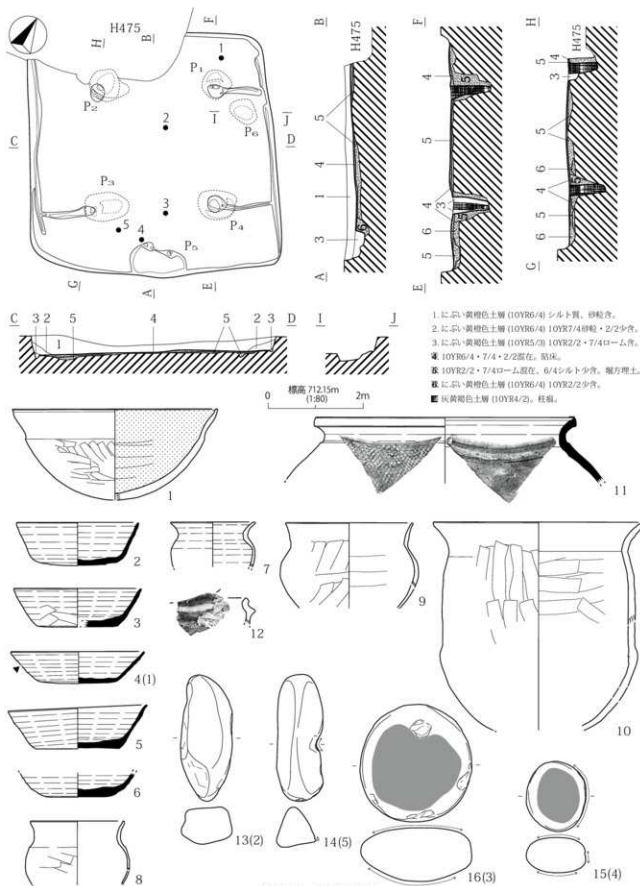 F
H475
H
B
1
P1
P2
I
J
P6
C
2
D
P3
3
5
4
P4
P5
G
A
E
B
H475
5
4
1
3
A
F
4
5
5
4
3
6
5
E
H
H475
4
5
3
5
6
4
5
6
G
C
3 2 5
1
4
5
2 3
D
I
J
1. にぶい黄橙色土層 (10YR6/4) シルト質、砂粒含。
2. にぶい黄橙色土層 (10YR6/4) 10YR7/4砂粒・2/2少含。
3. にぶい黄褐色土層 (10YR5/3) 10YR2/2・7/4ローム含。
4. 10YR6/4・7/4・2/2混在。貼床。
5. 10YR2/2・7/4ローム混在、6/4シルト少含。堀方埋土。
6. にぶい黄橙色土層 (10YR6/4) 10YR2/2少含。
灰黄褐色土層 (10YR4/2)。柱痕。
標高 712.15m
0 (1:80) 2m
1
11
2
7
9
3
12
4(1)
10
5
6
13(2)
14(5)
16(3)
15(4)
8